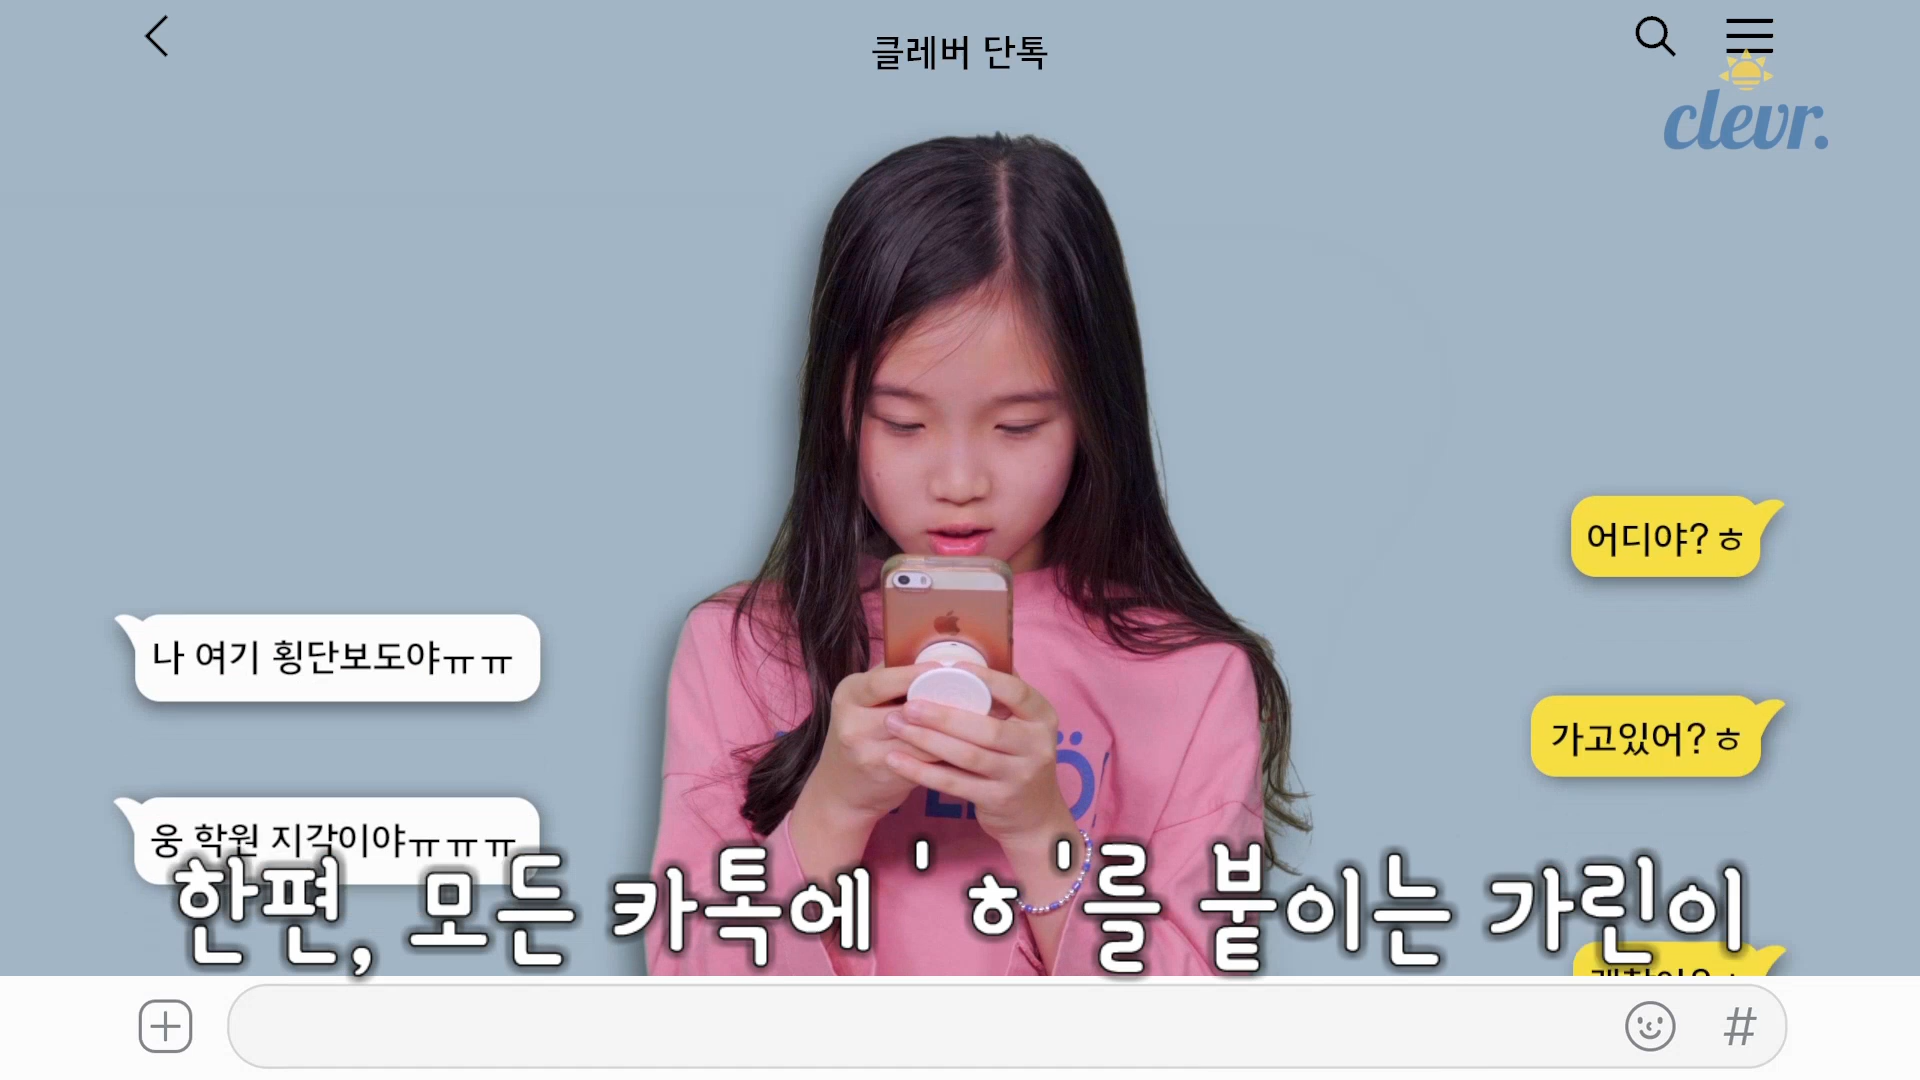 클레버 단톡
clevr.
어디야?ㅎ
나 여기 횡단보도야ㅠㅠ
가고있어?ㅎ
웅 학원 지각이야ㅠㅠㅠ
한편, 모든 카톡에 'ㅎ'를 붙이는 가린이